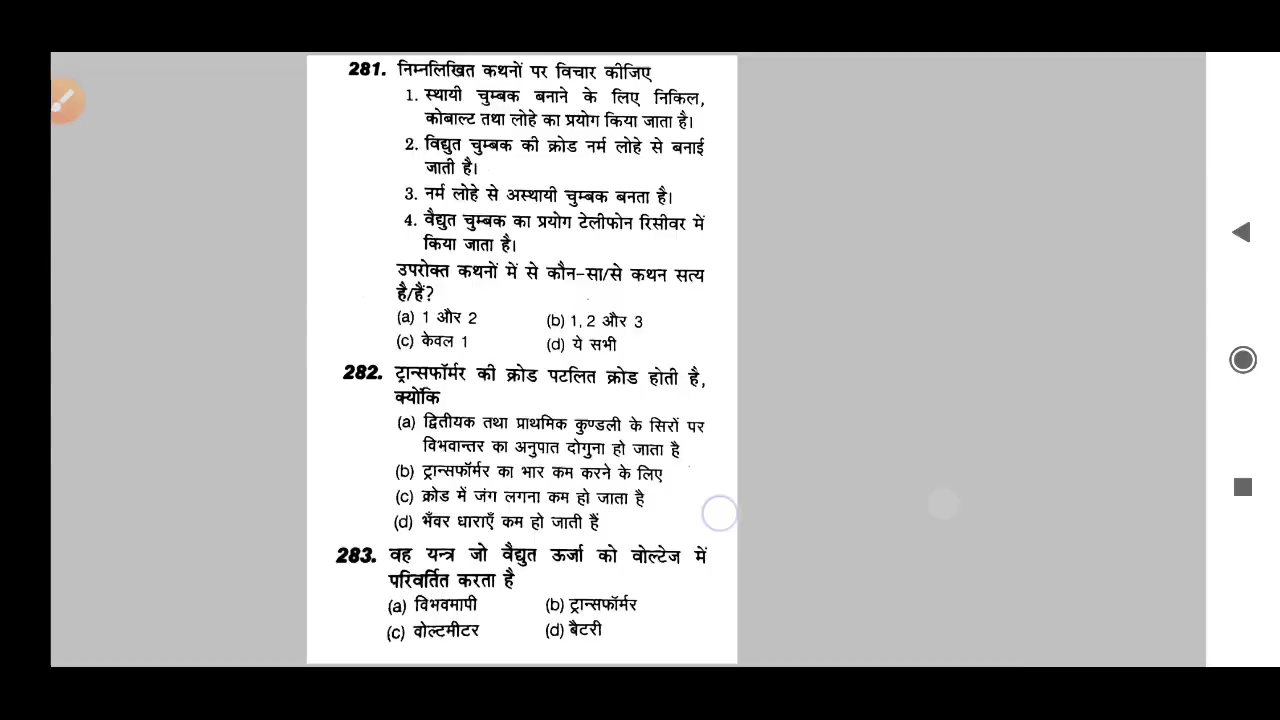 281. निम्नलिखित कथनों पर विचार कीजिए
1. स्थायी चुम्बक बनाने के लिए निकिल,
कोबाल्ट तथा लोहे का प्रयोग किया जाता है।
2. विद्युत चुम्बक की क्रोड नर्म लोहे से बनाई
जाती है।
3. नर्म लोहे से अस्थायी चुम्बक बनता है।
4. वैद्युत चुम्बक का प्रयोग टेलीफोन रिसीवर में
किया जाता है।
उपरोक्त कथनों में से कौन-सा/से कथन सत्य
है/हैं?
(a) 1 और 2 (b) 1, 2 और 3
(c) केवल 1 (d) ये सभी
282. ट्रान्सफॉर्मर की क्रोड पटलित क्रोड होती है,
क्योंकि
(a) द्वितीयक तथा प्राथमिक कुण्डली के सिरों पर
विभवान्तर का अनुपात दोगुना हो जाता है
(b) ट्रान्सफॉर्मर का भार कम करने के लिए
(c) क्रोड में जंग लगना कम हो जाता है
(d) भँवर धाराएँ कम हो जाती हैं
283. वह यन्त्र जो वैद्युत ऊर्जा को वोल्टेज में
परिवर्तित करता है
(a) विभवमापी (b) ट्रान्सफॉर्मर
(c) वोल्टमीटर (d) बैटरी